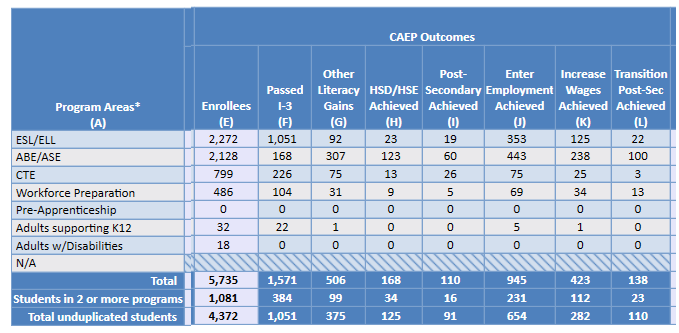 CAEP Outcomes
Program Areas* (A) Enrollees (E) Passed I-3 (F) Other Literacy Gains (G) HSD/HSE Achieved (H) Post-Secondary Achieved (I) Enter Employment Achieved (J) Increase Wages Achieved (K) Transition Post-Sec Achieved (L)
ESL/ELL 2,272 1,051 92 23 19 353 125 22
ABE/ASE 2,128 168 307 123 60 443 238 100
CTE 799 226 75 13 26 75 25 3
Workforce Preparation 486 104 31 9 5 69 34 13
Pre-Apprenticeship 0 0 0 0 0 0 0 0
Adults supporting K12 32 22 1 0 0 5 1 0
Adults w/Disabilities 18 0 0 0 0 0 0 0
N/A
Total 5,735 1,571 506 168 110 945 423 138
Students in 2 or more programs 1,081 384 99 34 16 231 112 23
Total unduplicated students 4,372 1,051 375 125 91 654 282 110